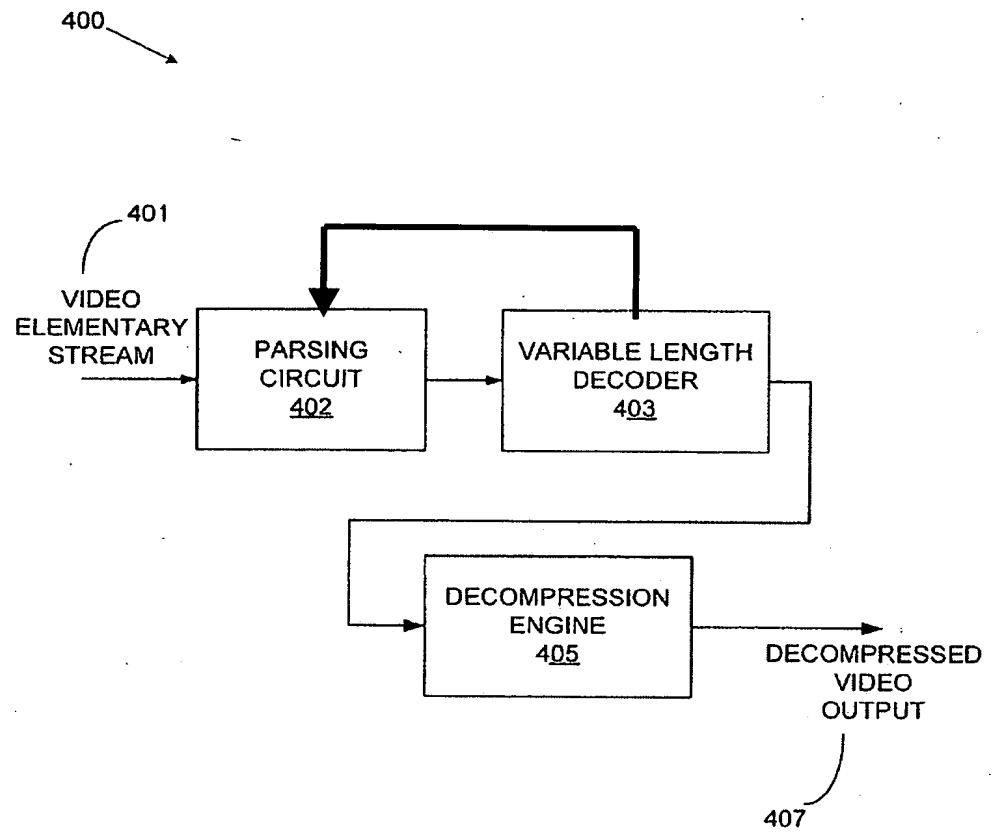 400
401
VIDEO
ELEMENTARY
STREAM
PARSING
CIRCUIT
402
VARIABLE LENGTH
DECODER
403
DECOMPRESSION
ENGINE
405
DECOMPRESSED
VIDEO
OUTPUT
407